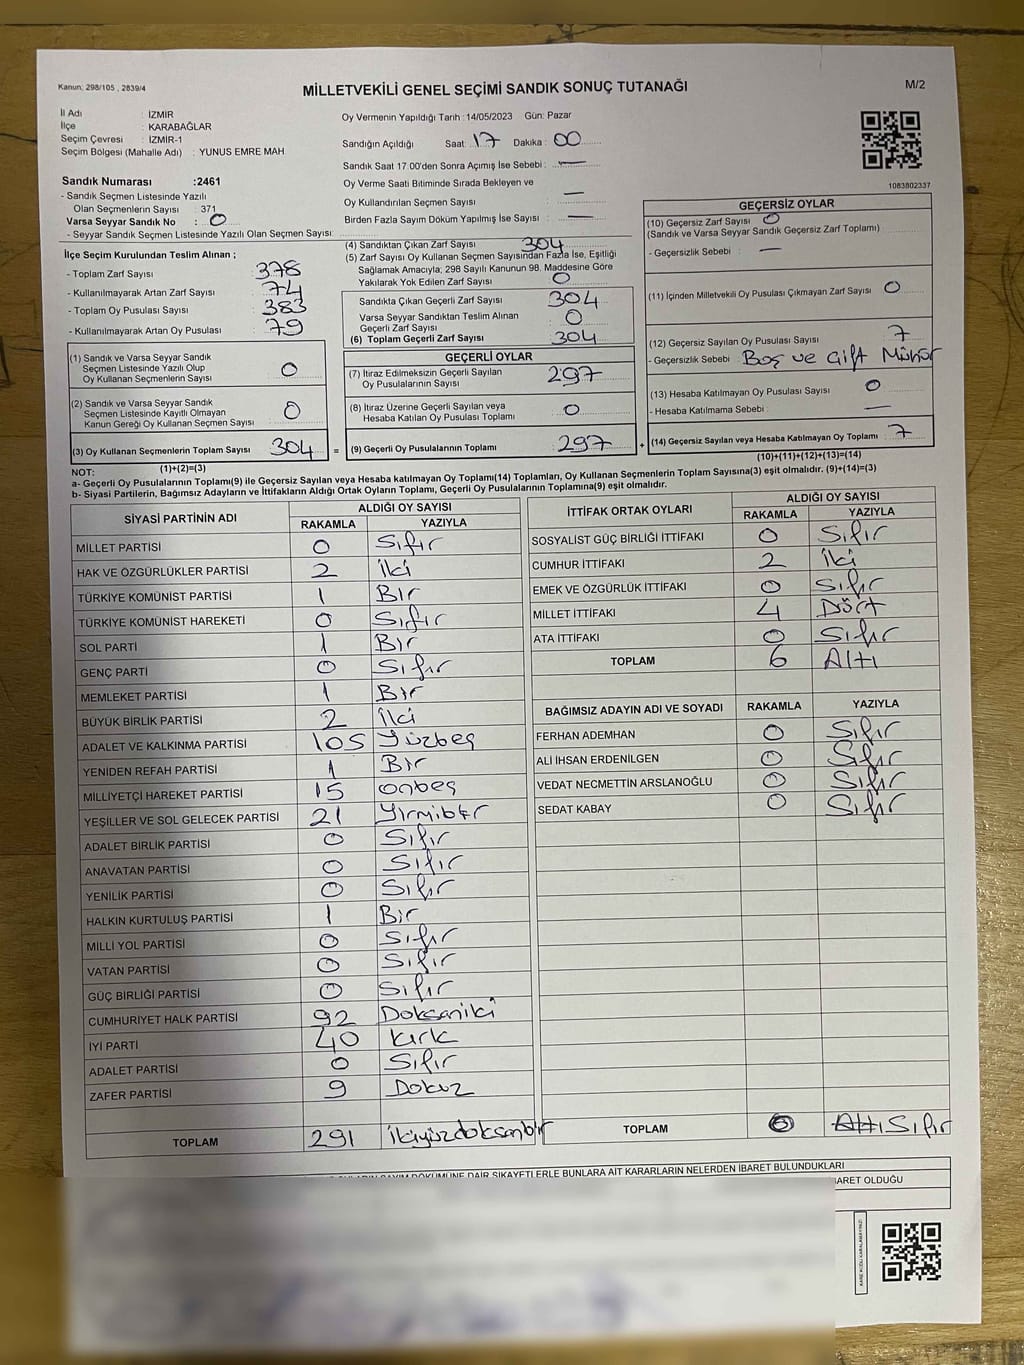 Kanun; 298/105 , 2839/4
MİLLETVEKİLİ GENEL SEÇİMİ SANDIK SONUÇ TUTANAĞI
M/2
İl Adı : İZMİR
İlçe : KARABAĞLAR
Seçim Çevresi : İZMİR-1
Seçim Bölgesi (Mahalle Adı) : YUNUS EMRE MAH
Sandık Numarası :2461
- Sandık Seçmen Listesinde Yazılı
Olan Seçmenlerin Sayısı : 371
Varsa Seyyar Sandık No : 0
- Seyyar Sandık Seçmen Listesinde Yazılı Olan Seçmen Sayısı:
Oy Vermenin Yapıldığı Tarih :14/05/2023 Gün: Pazar
Sandığın Açıldığı Saat: 17 Dakika : 00
Sandık Saat 17.00'den Sonra Açımış İse Sebebi : —
Oy Verme Saati Bitiminde Sırada Bekleyen ve
Oy Kullandırılan Seçmen Sayısı : —
Birden Fazla Sayım Döküm Yapılmış İse Sayısı : —
1083802337
İlçe Seçim Kurulundan Teslim Alınan ;
- Toplam Zarf Sayısı : 378
- Kullanılmayarak Artan Zarf Sayısı : 74
- Toplam Oy Pusulası Sayısı : 383
- Kullanılmayarak Artan Oy Pusulası : 79
(4) Sandıktan Çıkan Zarf Sayısı : 304
(5) Zarf Sayısı Oy Kullanan Seçmen Sayısından Fazla İse, Eşitliği
Sağlamak Amacıyla; 298 Sayılı Kanunun 98. Maddesine Göre
Yakılarak Yok Edilen Zarf Sayısı : 0
Sandıkta Çıkan Geçerli Zarf Sayısı : 304
Varsa Seyyar Sandıktan Teslim Alınan
Geçerli Zarf Sayısı : 0
(6) Toplam Geçerli Zarf Sayısı : 304
GEÇERSİZ OYLAR
(10) Geçersiz Zarf Sayısı : 0
(Sandık ve Varsa Seyyar Sandık Geçersiz Zarf Toplamı)
- Geçersizlik Sebebi : —
(11) İçinden Milletvekili Oy Pusulası Çıkmayan Zarf Sayısı : 0
(12) Geçersiz Sayılan Oy Pusulası Sayısı : 7
- Geçersizlik Sebebi : Boş ve Çift Mühür
(13) Hesaba Katılmayan Oy Pusulası Sayısı : 0
- Hesaba Katılmama Sebebi : —
(14) Geçersiz Sayılan veya Hesaba Katılmayan Oy Toplamı : 7
(10)+(11)+(12)+(13)=(14)
(1) Sandık ve Varsa Seyyar Sandık
Seçmen Listesinde Yazılı Olup
Oy Kullanan Seçmenlerin Sayısı : 0
(2) Sandık ve Varsa Seyyar Sandık
Seçmen Listesinde Kayıtlı Olmayan
Kanun Gereği Oy Kullanan Seçmen Sayısı : 0
(3) Oy Kullanan Seçmenlerin Toplam Sayısı : 304 =
(1)+(2)=(3)
GEÇERLİ OYLAR
(7) İtiraz Edilmeksizin Geçerli Sayılan
Oy Pusulalarının Sayısı : 297
(8) İtiraz Üzerine Geçerli Sayılan veya
Hesaba Katılan Oy Pusulası Toplamı : 0
(9) Geçerli Oy Pusulalarının Toplamı : 297 +
NOT:
a- Geçerli Oy Pusulalarının Toplamı(9) ile Geçersiz Sayılan veya Hesaba katılmayan Oy Toplamı(14) Toplamları, Oy Kullanan Seçmenlerin Toplam Sayısına(3) eşit olmalıdır. (9)+(14)=(3)
b- Siyasi Partilerin, Bağımsız Adayların ve İttifakların Aldığı Ortak Oyların Toplamı, Geçerli Oy Pusulalarının Toplamına(9) eşit olmalıdır.
SİYASİ PARTİNİN ADI ALDIĞI OY SAYISI
RAKAMLA YAZIYLA
MİLLET PARTİSİ 0 Sıfır
HAK VE ÖZGÜRLÜKLER PARTİSİ 2 İki
TÜRKİYE KOMÜNİST PARTİSİ 1 Bir
TÜRKİYE KOMÜNİST HAREKETİ 0 Sıfır
SOL PARTİ 1 Bir
GENÇ PARTİ 0 Sıfır
MEMLEKET PARTİSİ 1 Bir
BÜYÜK BİRLİK PARTİSİ 2 İki
ADALET VE KALKINMA PARTİSİ 105 Yüzbeş
YENİDEN REFAH PARTİSİ 1 Bir
MİLLİYETÇİ HAREKET PARTİSİ 15 onbeş
YEŞİLLER VE SOL GELECEK PARTİSİ 21 Yirmibir
ADALET BİRLİK PARTİSİ 0 Sıfır
ANAVATAN PARTİSİ 0 Sıfır
YENİLİK PARTİSİ 0 Sıfır
HALKIN KURTULUŞ PARTİSİ 1 Bir
MİLLİ YOL PARTİSİ 0 Sıfır
VATAN PARTİSİ 0 Sıfır
GÜÇ BİRLİĞİ PARTİSİ 0 Sıfır
CUMHURİYET HALK PARTİSİ 92 Doksaniki
İYİ PARTİ 40 Kırk
ADALET PARTİSİ 0 Sıfır
ZAFER PARTİSİ 9 Dokuz
TOPLAM 291 İkiyüzdoksanbir
İTTİFAK ORTAK OYLARI ALDIĞI OY SAYISI
RAKAMLA YAZIYLA
SOSYALİST GÜÇ BİRLİĞİ İTTİFAKI 0 Sıfır
CUMHUR İTTİFAKI 2 İki
EMEK VE ÖZGÜRLÜK İTTİFAKI 0 Sıfır
MİLLET İTTİFAKI 4 Dört
ATA İTTİFAKI 0 Sıfır
TOPLAM 6 Altı
BAĞIMSIZ ADAYIN ADI VE SOYADI RAKAMLA YAZIYLA
FERHAN ADEMHAN 0 Sıfır
ALİ İHSAN ERDENİLGEN 0 Sıfır
VEDAT NECMETTİN ARSLANOĞLU 0 Sıfır
SEDAT KABAY 0 Sıfır
TOPLAM 0 Altı Sıfır
DÖKÜMÜNE DAİR ŞİKAYETLERLE BUNLARA AİT KARARLARIN NELERDEN İBARET BULUNDUKLARI
İBARET OLDUĞU
KARE KODU KARALAMAYINIZ!